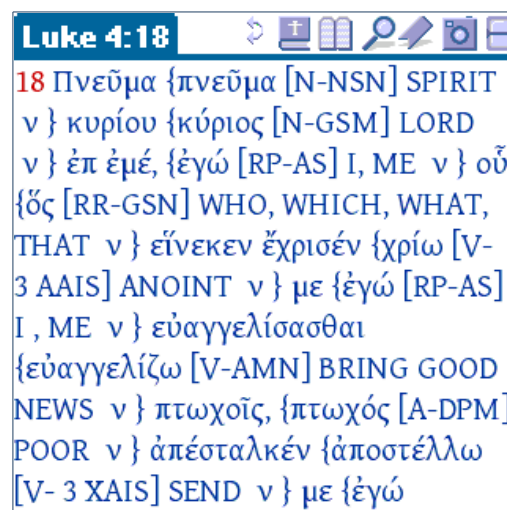 Luke 4:18
18 Πνεῦμα {πνεῦμα [N-NSN] SPIRIT
ν } κυρίου {κύριος [N-GSM] LORD
ν } ἐπ ἐμέ, {ἐγώ [RP-AS] I, ME ν } οὗ
{ὅς [RR-GSN] WHO, WHICH, WHAT,
THAT ν } εἵνεκεν ἔχρισέν {χρίω [V-
3 AAIS] ANOINT ν } με {ἐγώ [RP-AS]
I , ME ν } εὐαγγελίσασθαι
{εὐαγγελίζω [V-AMN] BRING GOOD
NEWS ν } πτωχοῖς, {πτωχός [A-DPM]
POOR ν } ἀπέσταλκέν {ἀποστέλλω
[V- 3 XAIS] SEND ν } με {ἐγώ